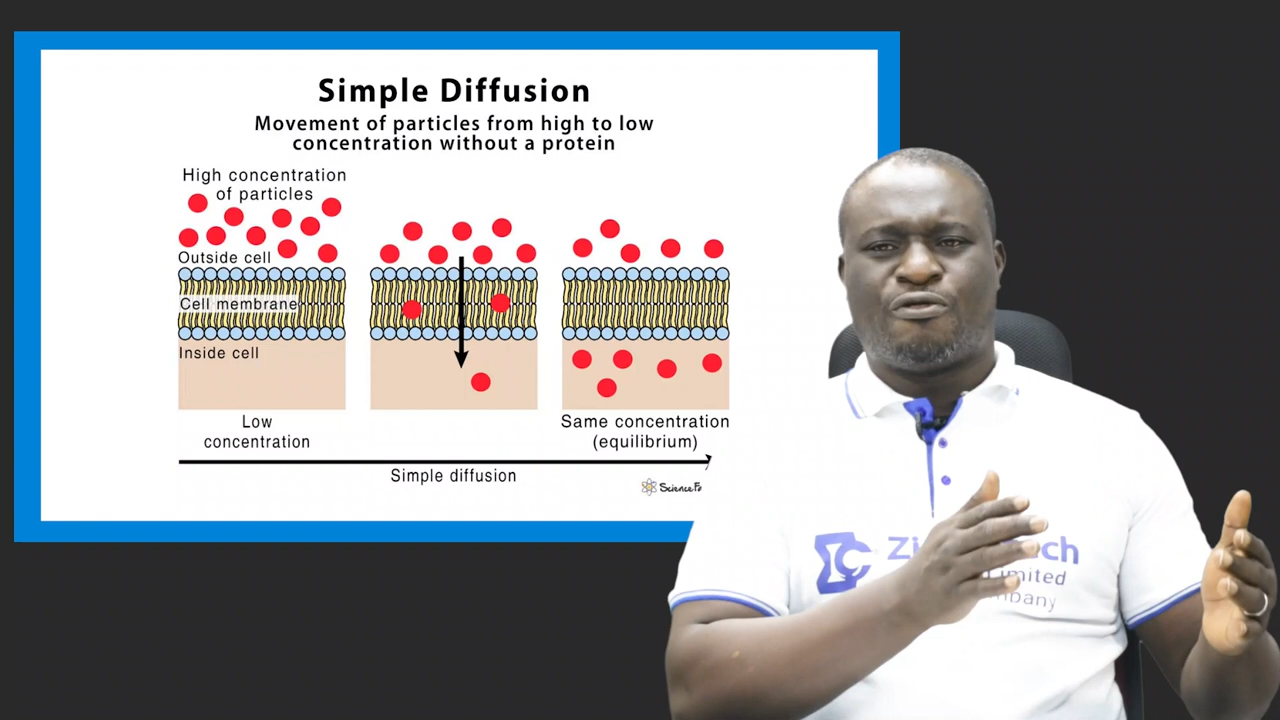 Simple Diffusion
Movement of particles from high to low
concentration without a protein
High concentration
of particles
Outside cell
Cell membrane
Inside cell
Low
concentration
Same concentration
(equilibrium)
Simple diffusion
Limited